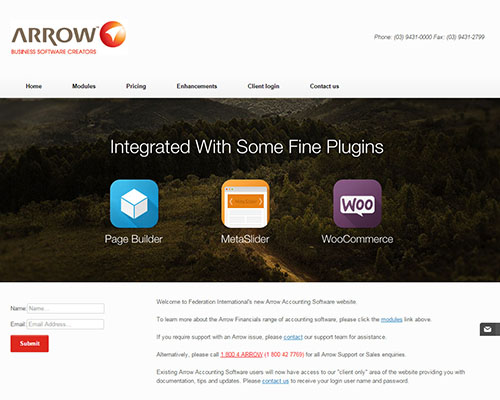 ARROW
BUSINESS SOFTWARE CREATORS
Phone: (03) 9431-0000 Fax: (03) 9431-2799
Home Modules Pricing Enhancements Client login Contact us
Integrated With Some Fine Plugins
WOO
Page Builder MetaSlider WooCommerce
Name Name...
Email Email Address...
Submit
Welcome to Federation International's new Arrow Accounting Software website.
To learn more about the Arrow Financials range of accounting software, please click the modules link above.
If you require support with an Arrow issue, please contact our support team for assistance.
Alternatively, please call 1 800 4 ARROW (1 800 42 7769) for all Arrow Support or Sales enquiries.
Existing Arrow Accounting Software users will now have access to our "client only" area of the website providing you with
documentation, tips and updates. Please contact us to receive your login user name and password.